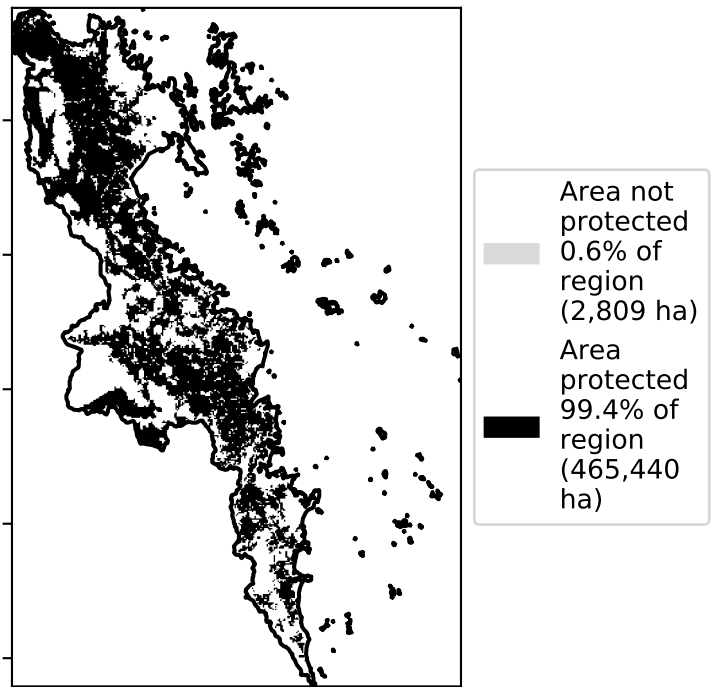 Area not
protected
0.6% of
region
(2,809 ha)
Area
protected
99.4% of
region
(465,440
ha)